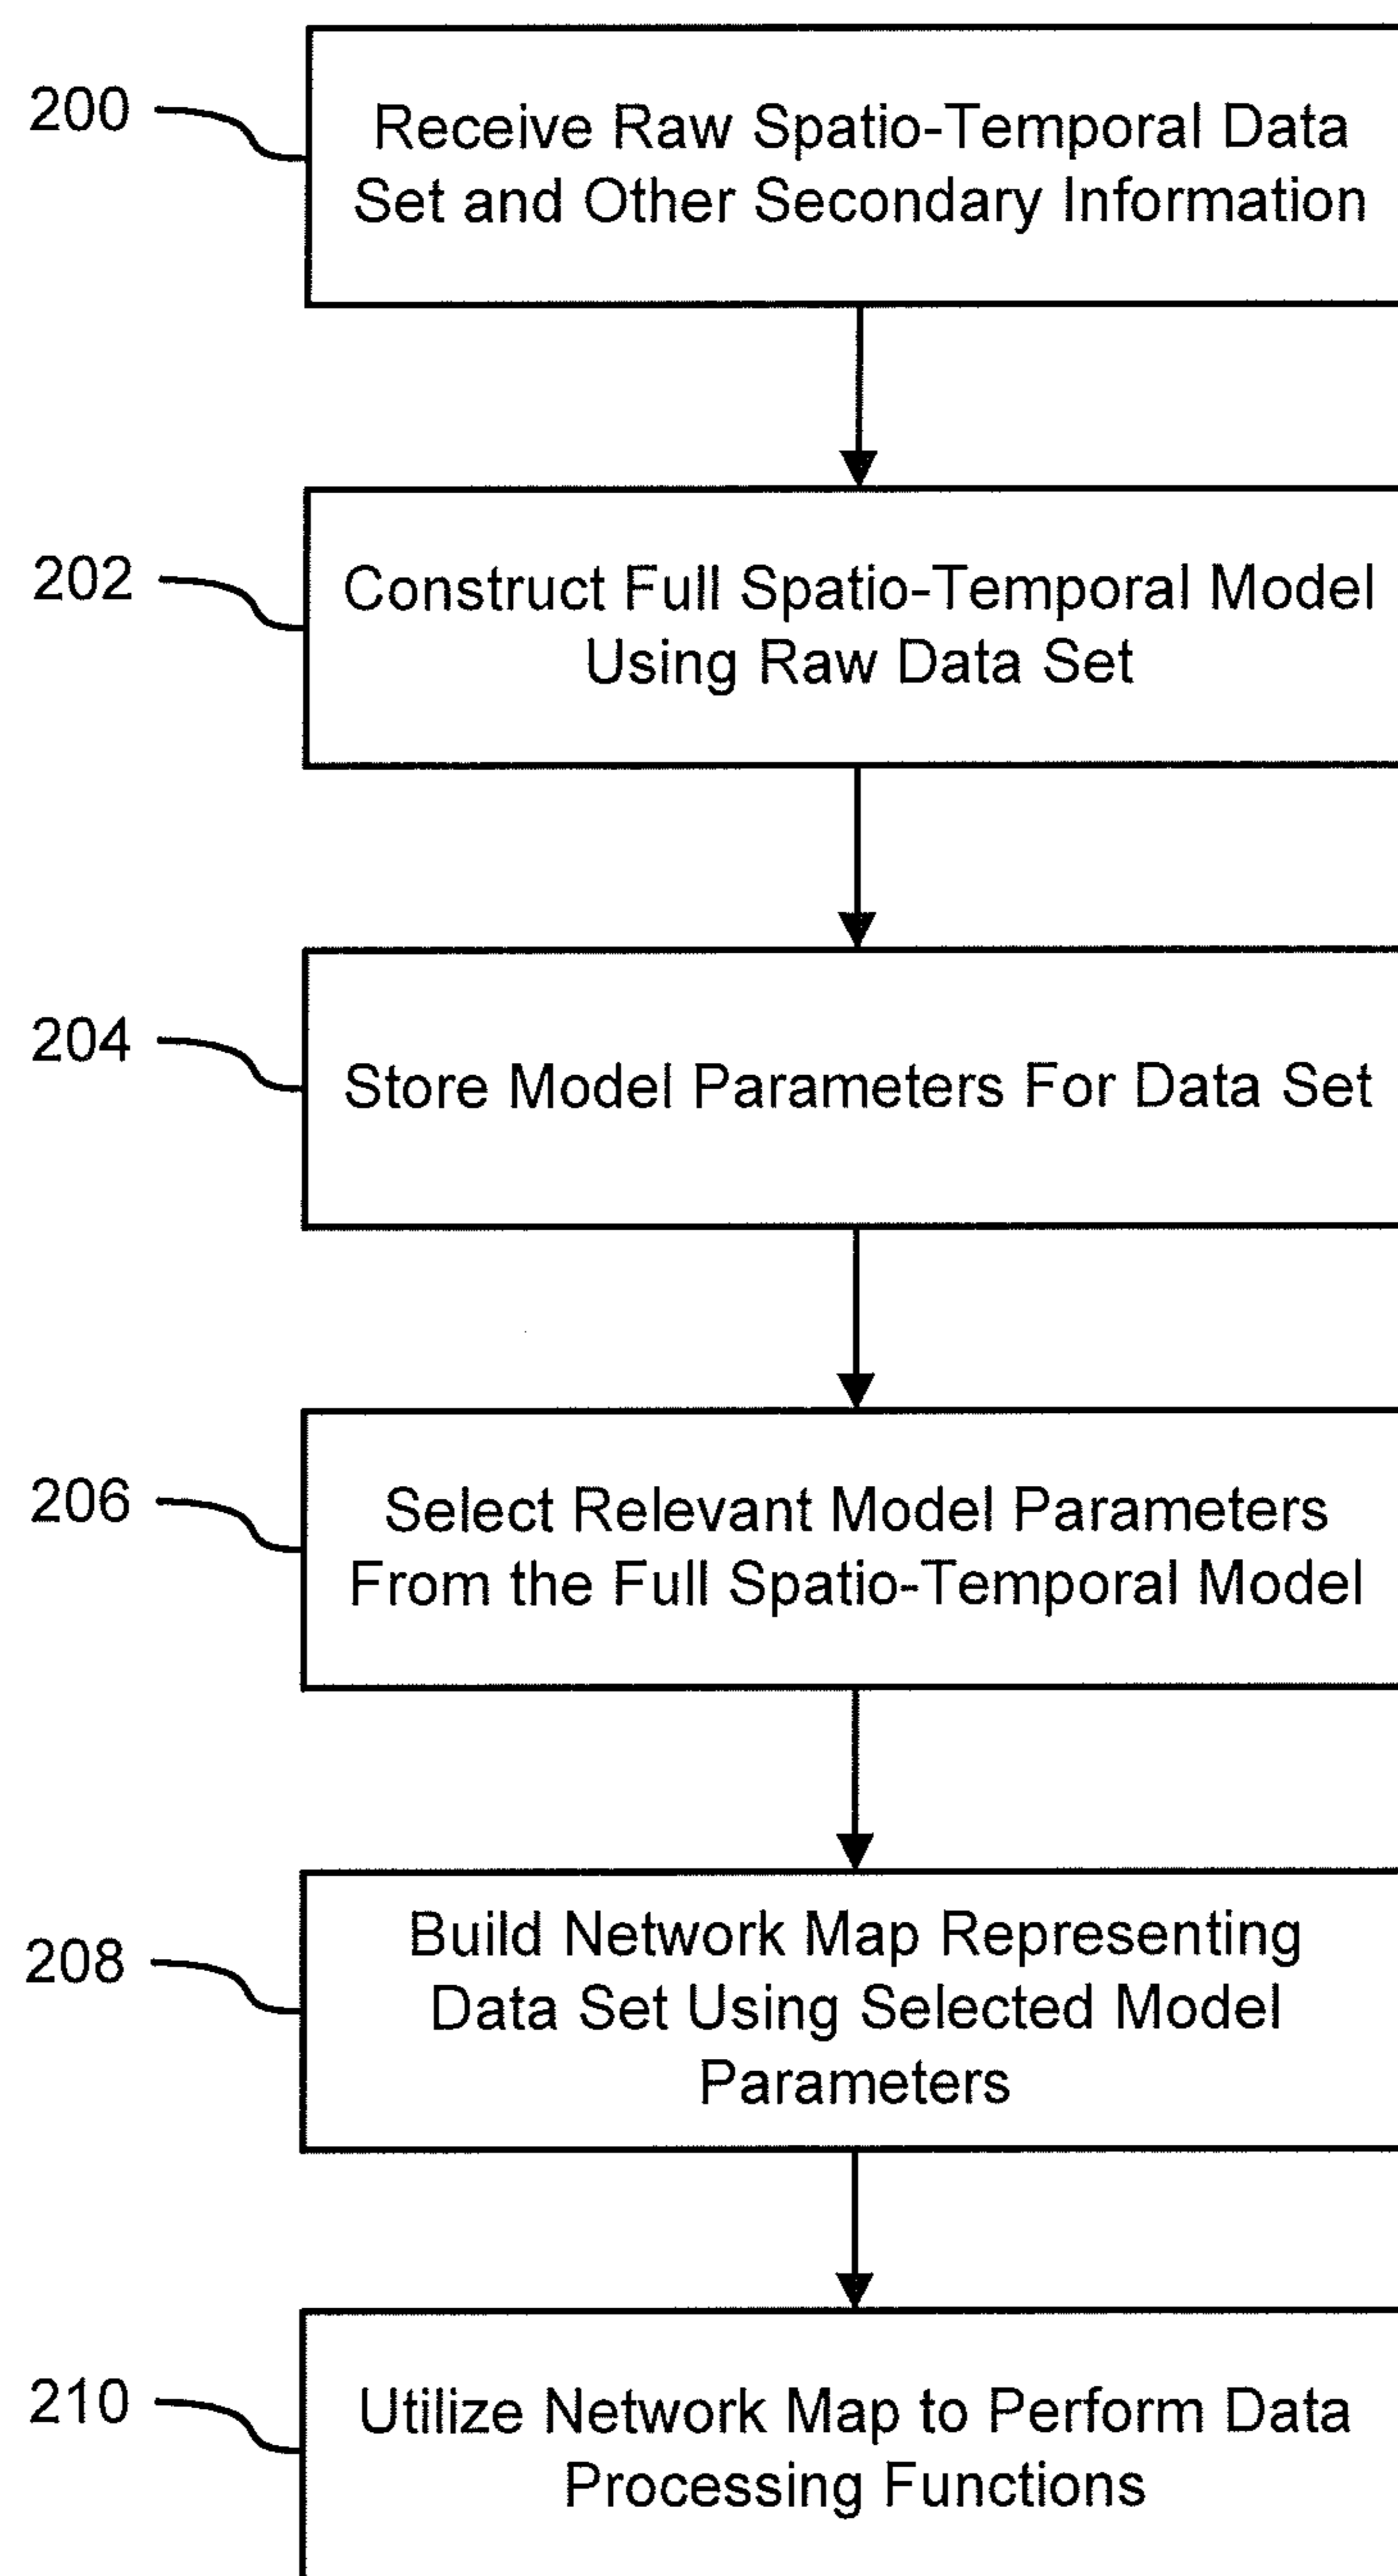 200
Receive Raw Spatio-Temporal Data
Set and Other Secondary Information
202
Construct Full Spatio-Temporal Model
Using Raw Data Set
204
Store Model Parameters For Data Set
206
Select Relevant Model Parameters
From the Full Spatio-Temporal Model
208
Build Network Map Representing
Data Set Using Selected Model
Parameters
210
Utilize Network Map to Perform Data
Processing Functions